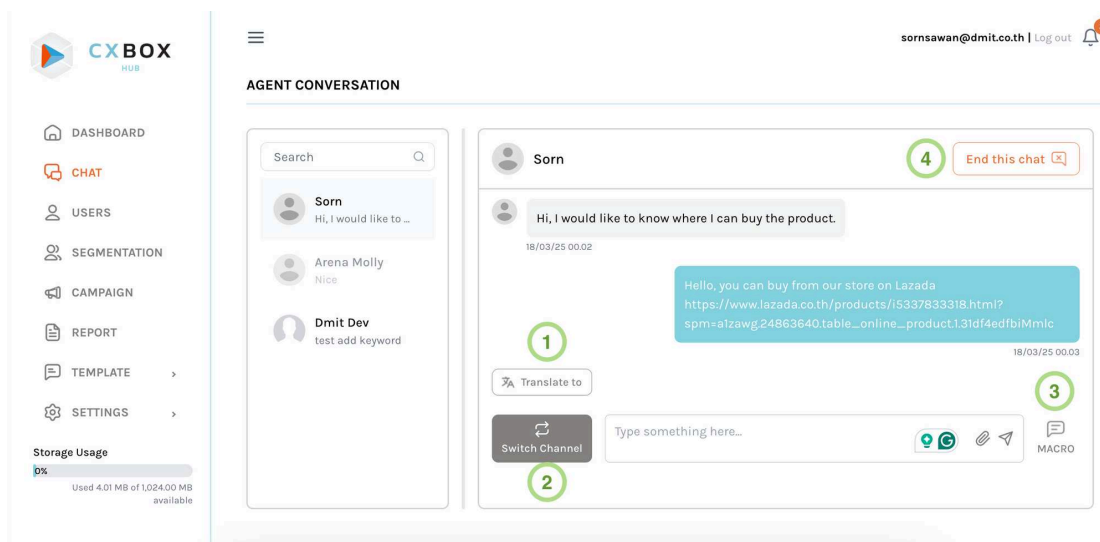 CXBOX
HUB
DASHBOARD
CHAT
USERS
SEGMENTATION
CAMPAIGN
REPORT
TEMPLATE
SETTINGS
Storage Usage
0%
Used 4.01 MB of 1,024.00 MB
available
sornsawan@dmit.co.th | Log out
AGENT CONVERSATION
Search
Sorn
Hi, I would like to ...
Arena Molly
Nice
Dmit Dev
test add keyword
Sorn
4
End this chat
Hi, I would like to know where I can buy the product.
18/03/25 00.02
Hello, you can buy from our store on Lazada
https://www.lazada.co.th/products/i5337833318.html?
spm=a1zawg.24863640.table_online_product.1.31df4edfbiMmlc
18/03/25 00.03
1
Translate to
3
Switch Channel
Type something here...
MACRO
2